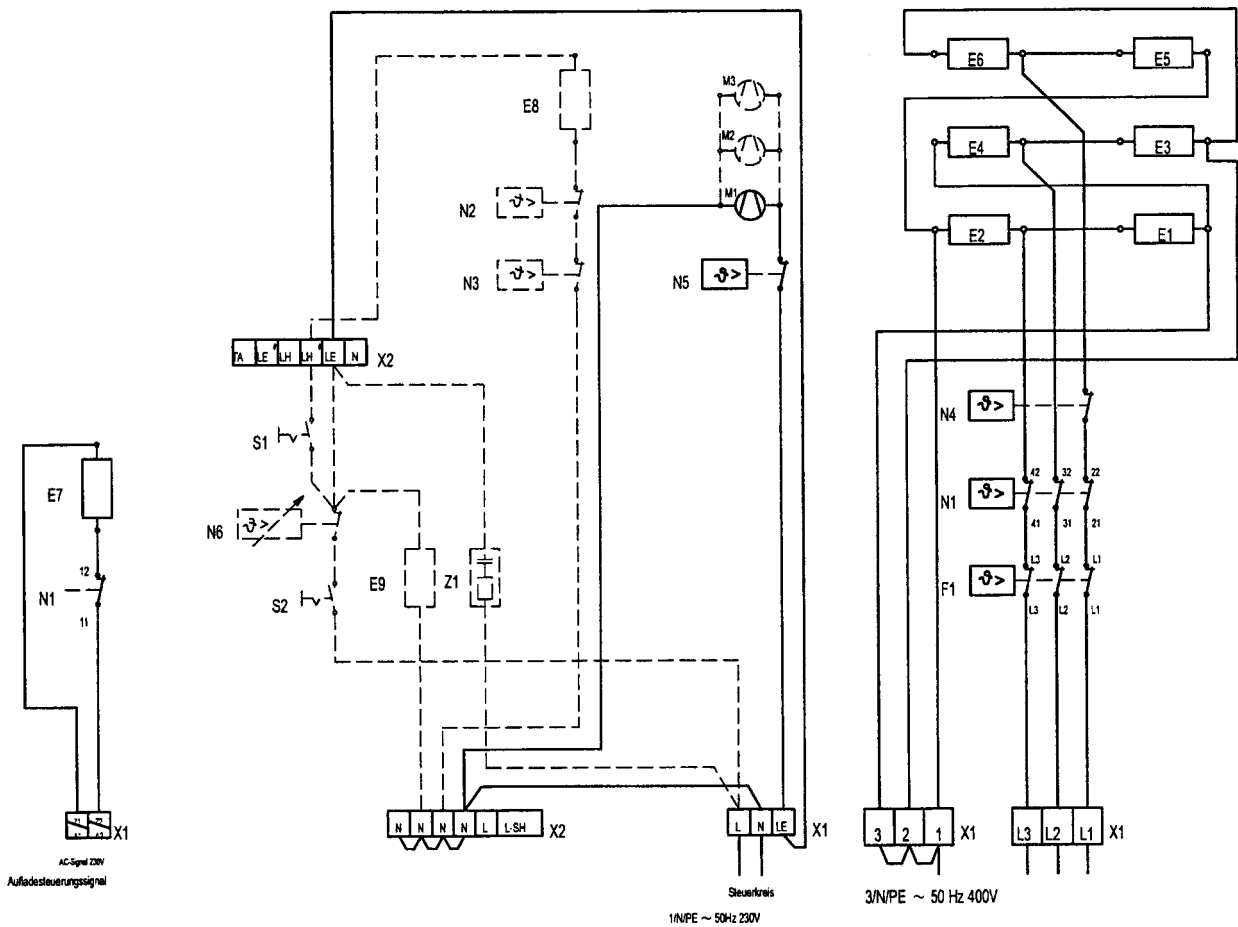 E6
E5
M3
E8
M2
E4
E3
N2
M1
E2
E1
N3
N5
ϑ>
ϑ>
ϑ>
LE
LH
LH
LE
N
X2
N4
ϑ>
S1
42
32
22
E7
N1
ϑ>
N6
ϑ>
41
31
21
12
L3
L2
L1
N1
S2
E9
Z1
F1
ϑ>
11
L3
L2
L1
N
N
N
N
L
L-SH
X2
L
N
LE
X1
3
2
1
X1
L3
L2
L1
X1
X1
AC-Signal 230V
Aufladesteuerungssignal
Steuerkreis
1/N/PE ~ 50Hz 230V
3/N/PE ~ 50 Hz 400V